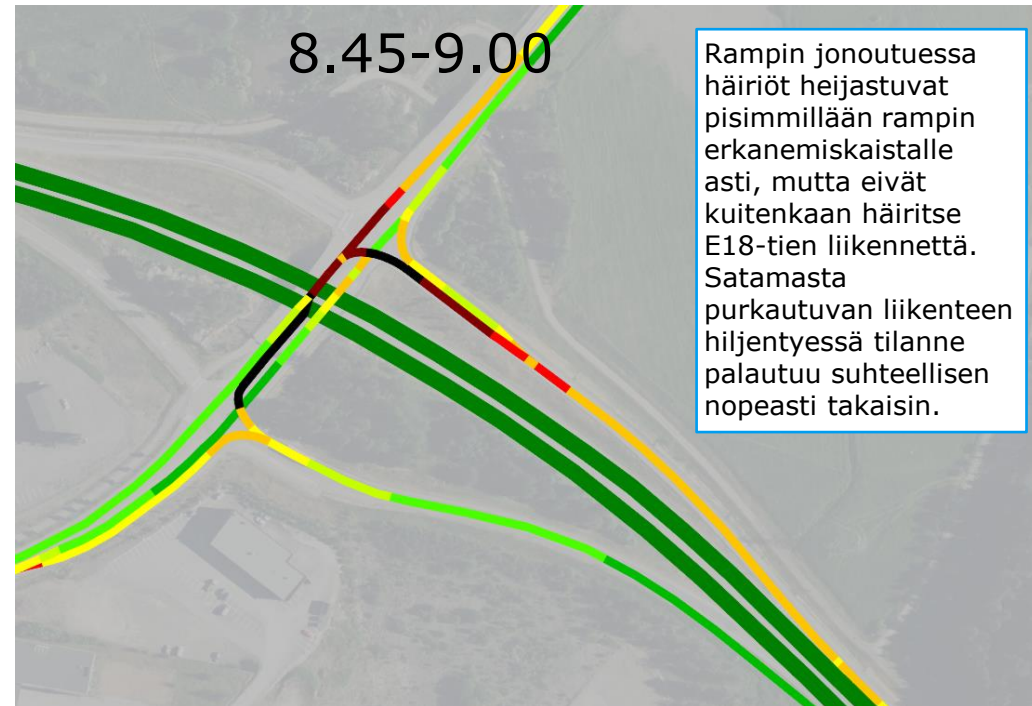 8.45-9.00
Rampin jonoutuessa
häiriöt heijastuvat
pisimmillään rampin
erkanemiskaistalle
asti, mutta eivät
kuitenkaan häiritse
E18-tien liikennettä.
Satamasta
purkautuvan liikenteen
hiljentyessä tilanne
palautuu suhteellisen
nopeasti takaisin.